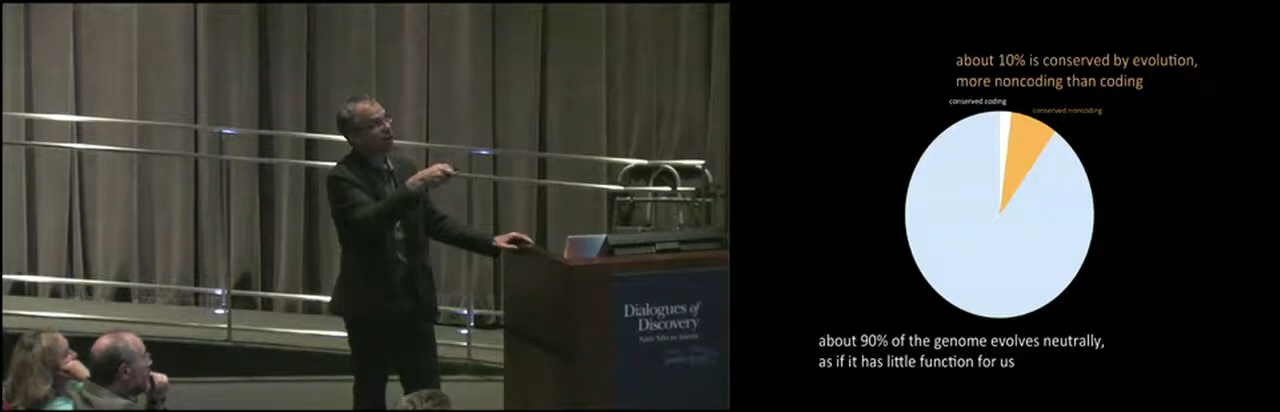 about 10% is conserved by evolution,
more noncoding than coding
conserved coding
conserved noncoding
about 90% of the genome evolves neutrally,
as if it has little function for us
Dialogues of
Discovery